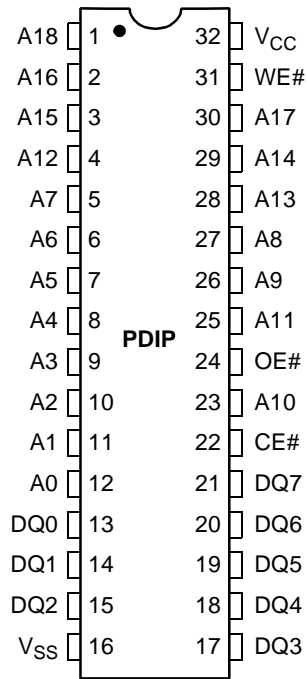 A18 1 32 VCC
A16 2 31 WE#
A15 3 30 A17
A12 4 29 A14
A7 5 28 A13
A6 6 27 A8
A5 7 26 A9
A4 8 25 A11
PDIP
A3 9 24 OE#
A2 10 23 A10
A1 11 22 CE#
A0 12 21 DQ7
DQ0 13 20 DQ6
DQ1 14 19 DQ5
DQ2 15 18 DQ4
VSS 16 17 DQ3